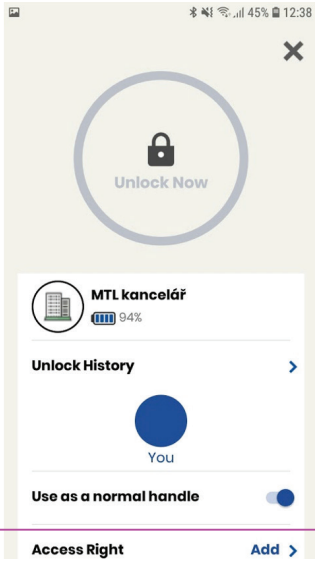 45% 12:38
Unlock Now
MTL kancelář
94%
Unlock History
You
Use as a normal handle
Access Right Add